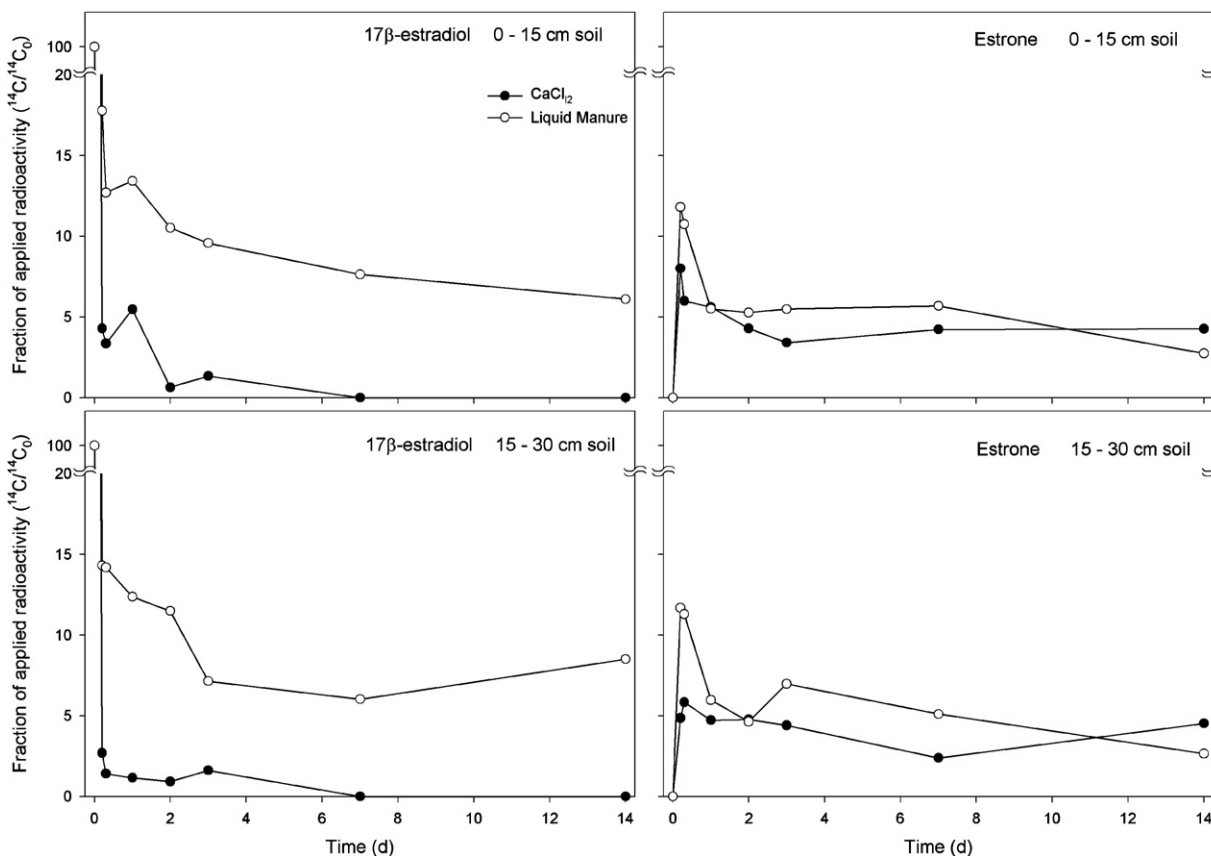 17β-estradiol 0 - 15 cm soil
Estrone 0 - 15 cm soil
Fraction of applied radioactivity (¹⁴C/¹⁴C₀)
100
20
15
10
5
0
CaCl₁₂
Liquid Manure
17β-estradiol 15 - 30 cm soil
Estrone 15 - 30 cm soil
Fraction of applied radioactivity (¹⁴C/¹⁴C₀)
100
20
15
10
5
0
0 2 4 6 8 10 12 14
0 2 4 6 8 10 12 14
Time (d)
Time (d)